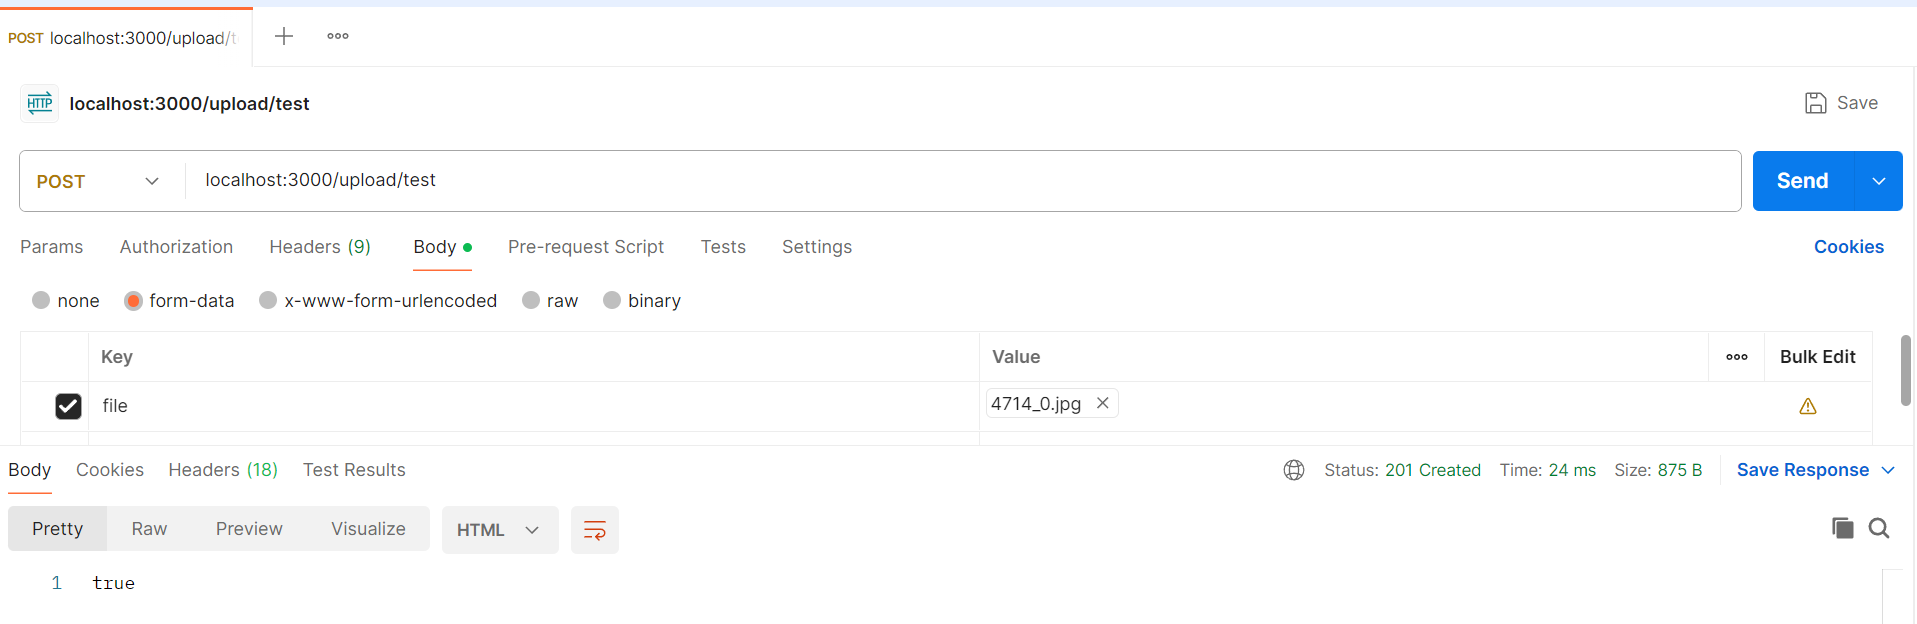 POST localhost:3000/upload/t
HTTP localhost:3000/upload/test
Save
POST localhost:3000/upload/test
Send
Params Authorization Headers (9) Body Pre-request Script Tests Settings Cookies
none form-data x-www-form-urlencoded raw binary
Key Value Bulk Edit
file 4714_0.jpg
Body Cookies Headers (18) Test Results Status: 201 Created Time: 24 ms Size: 875 B Save Response
Pretty Raw Preview Visualize HTML
1 true